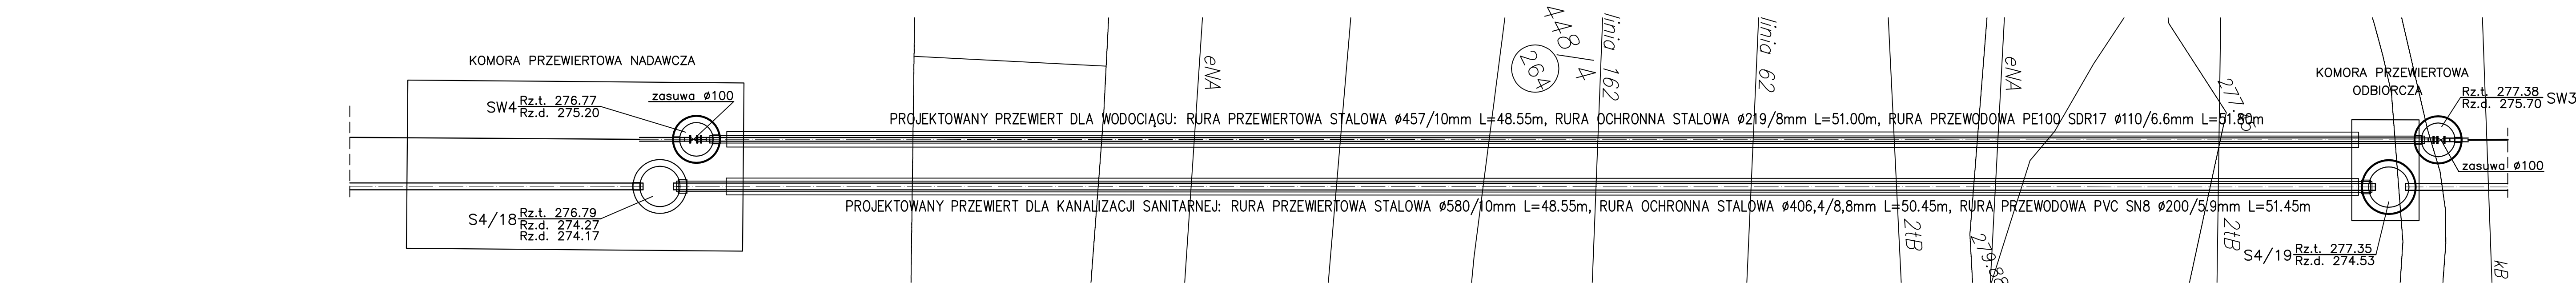 KOMORA PRZEWIERTOWA NADAWCZA
SW4
Rz.t. 276.77
Rz.d. 275.20
zasuwa ø100
eNA
448/4
264
linia 162
linia 62
eNA
277.55
KOMORA PRZEWIERTOWA
ODBIORCZA
Rz.t. 277.38
Rz.d. 275.70
SW3
PROJEKTOWANY PRZEWIERT DLA WODOCIĄGU: RURA PRZEWIERTOWA STALOWA ø457/10mm L=48.55m, RURA OCHRONNA STALOWA ø219/8mm L=51.00m, RURA PRZEWODOWA PE100 SDR17 ø110/6.6mm L=51.80m
zasuwa ø100
PROJEKTOWANY PRZEWIERT DLA KANALIZACJI SANITARNEJ: RURA PRZEWIERTOWA STALOWA ø580/10mm L=48.55m, RURA OCHRONNA STALOWA ø406,4/8,8mm L=50.45m, RURA PRZEWODOWA PVC SN8 ø200/5.9mm L=51.45m
S4/18
Rz.t. 276.79
Rz.d. 274.27
Rz.d. 274.17
2tB
279.88
2tB
S4/19
Rz.t. 277.35
Rz.d. 274.53
kB